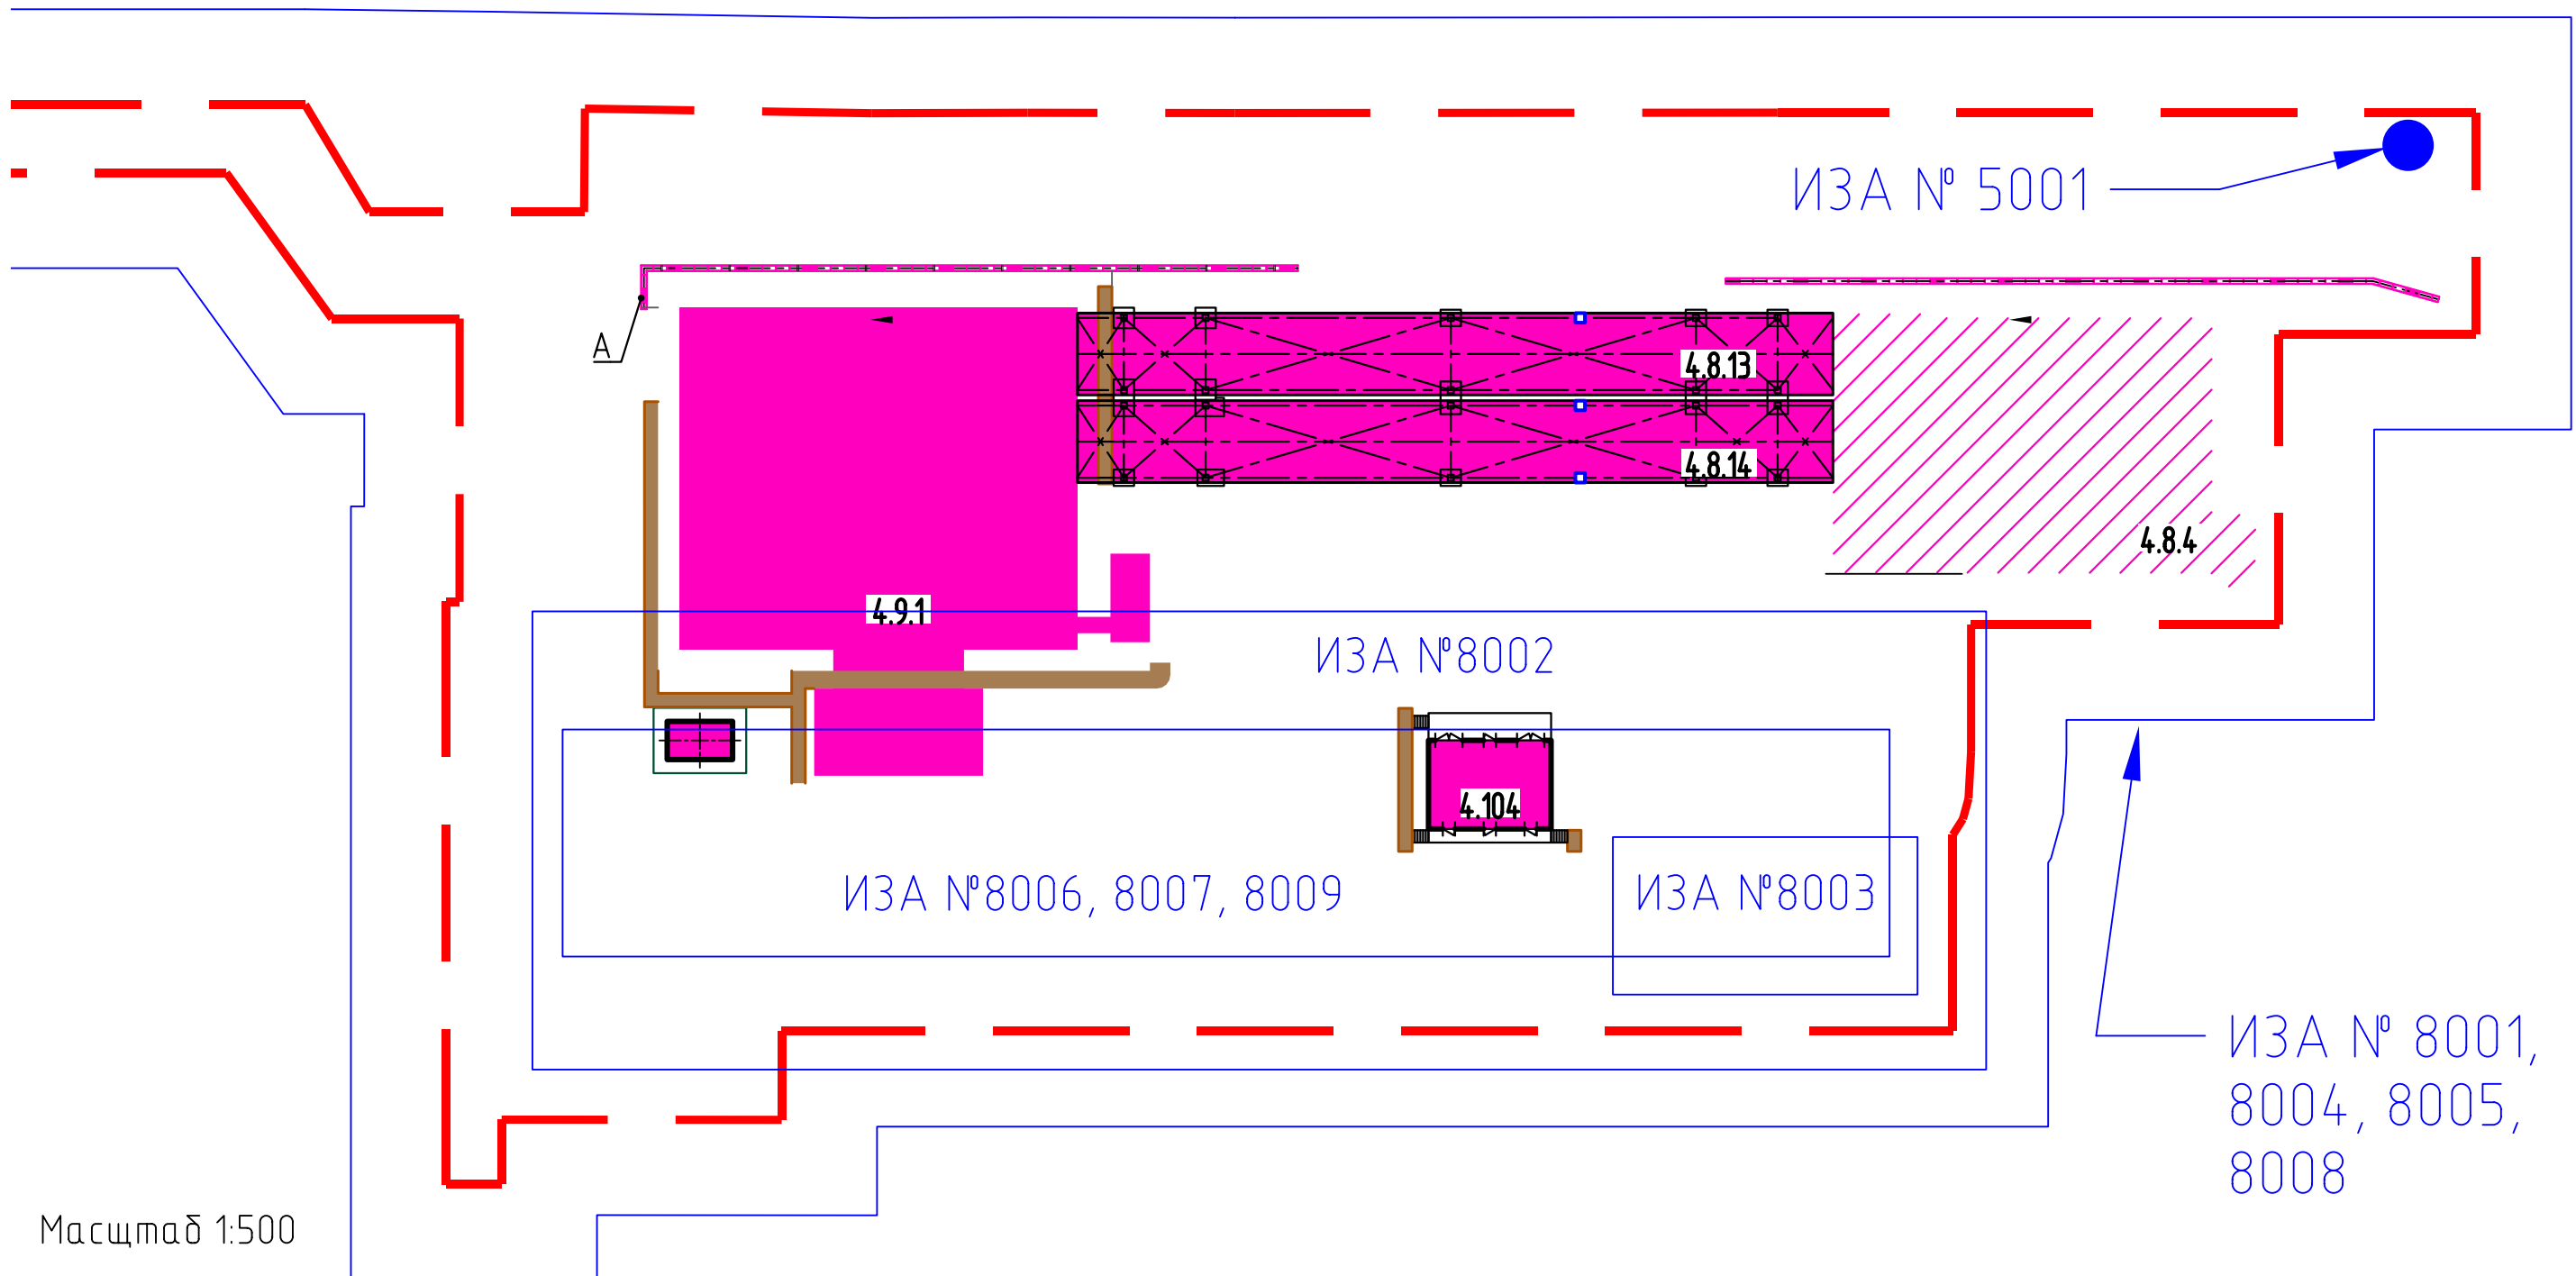 ИЗА № 5001
А
4.8.13
4.8.14
4.8.4
4.9.1
ИЗА №8002
4.104
ИЗА №8006, 8007, 8009
ИЗА №8003
ИЗА № 8001,
8004, 8005,
8008
Масштаб 1:500